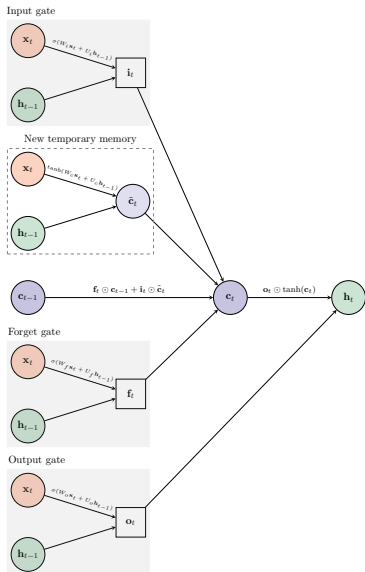 Input gate
x_t
σ(W_i x_t + U_i h_{t−1})
i_t
h_{t−1}
New temporary memory
x_t
tanh(W_c x_t + U_c h_{t−1})
c̃_t
h_{t−1}
c_{t−1}
f_t ⊙ c_{t−1} + i_t ⊙ c̃_t
c_t
o_t ⊙ tanh(c_t)
h_t
Forget gate
x_t
σ(W_f x_t + U_f h_{t−1})
f_t
h_{t−1}
Output gate
x_t
σ(W_o x_t + U_o h_{t−1})
o_t
h_{t−1}